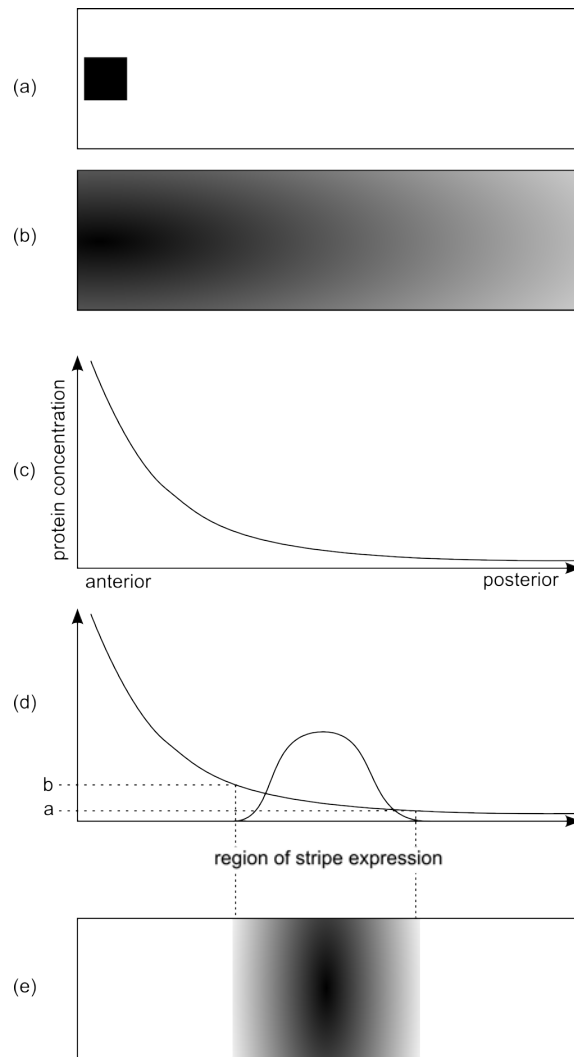 (a)
(b)
(c)
protein concentration
anterior
posterior
(d)
b
a
region of stripe expression
(e)